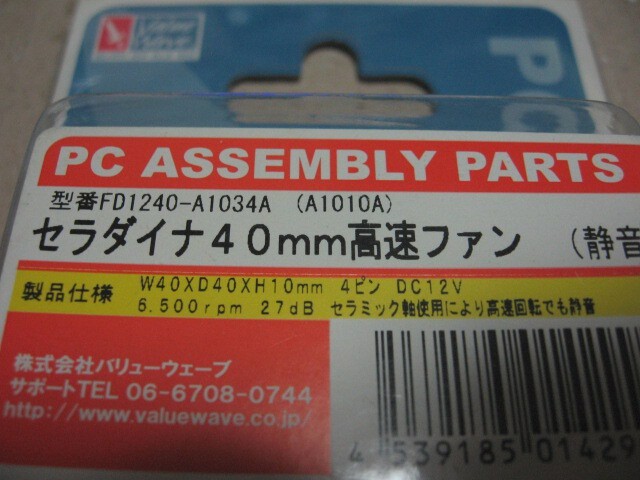 Value Wave
PC
PC ASSEMBLY PARTS
型番FD1240-A1034A (A1010A)
セラダイナ40mm高速ファン (静音
製品仕様
W40XD40XH10mm 4ピン DC12V
6.500rpm 27dB セラミック軸使用により高速回転でも静音
株式会社バリューウェーブ
サポートTEL 06-6708-0744
http://www.valuewave.co.jp/
4 539185 01429